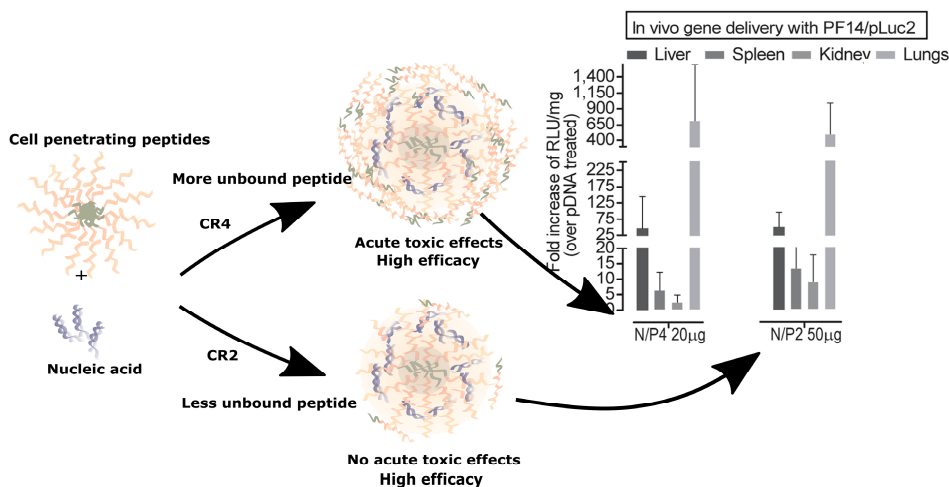 Cell penetrating peptides
+
Nucleic acid
More unbound peptide
CR4
CR2
Less unbound peptide
Acute toxic effects
High efficacy
No acute toxic effects
High efficacy
In vivo gene delivery with PF14/pLuc2
Liver Spleen Kidnev Lungs
Fold increase of RLU/mg
(over pDNA treated)
1,400
1,150
900
650
400
225
175
125
75
25
20
15
10
5
0
N/P4 20µg
N/P2 50µg